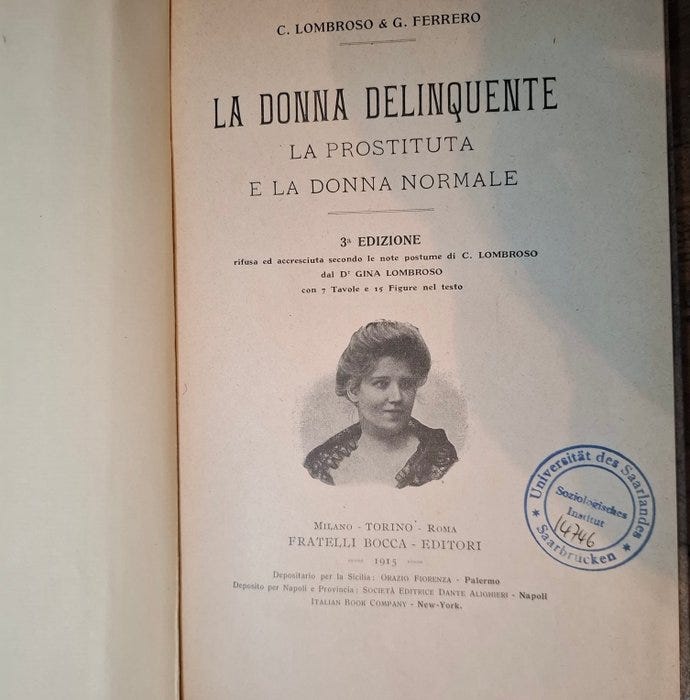 C. LOMBROSO & G. FERRERO
LA DONNA DELINQUENTE
LA PROSTITUTA
E LA DONNA NORMALE
3ª EDIZIONE
rifusa ed accresciuta secondo le note postume di C. LOMBROSO
dal Dr GINA LOMBROSO
con 7 Tavole e 15 Figure nel testo
MILANO - TORINO - ROMA
FRATELLI BOCCA - EDITORI
1915
Depositario per la Sicilia: ORAZIO FIORENZA - Palermo
Deposito per Napoli e Provincia: SOCIETÀ EDITRICE DANTE ALIGHIERI - Napoli
ITALIAN BOOK COMPANY - New-York.
Universität des Saarlandes
Soziologisches
Institut
14746
Saarbrücken